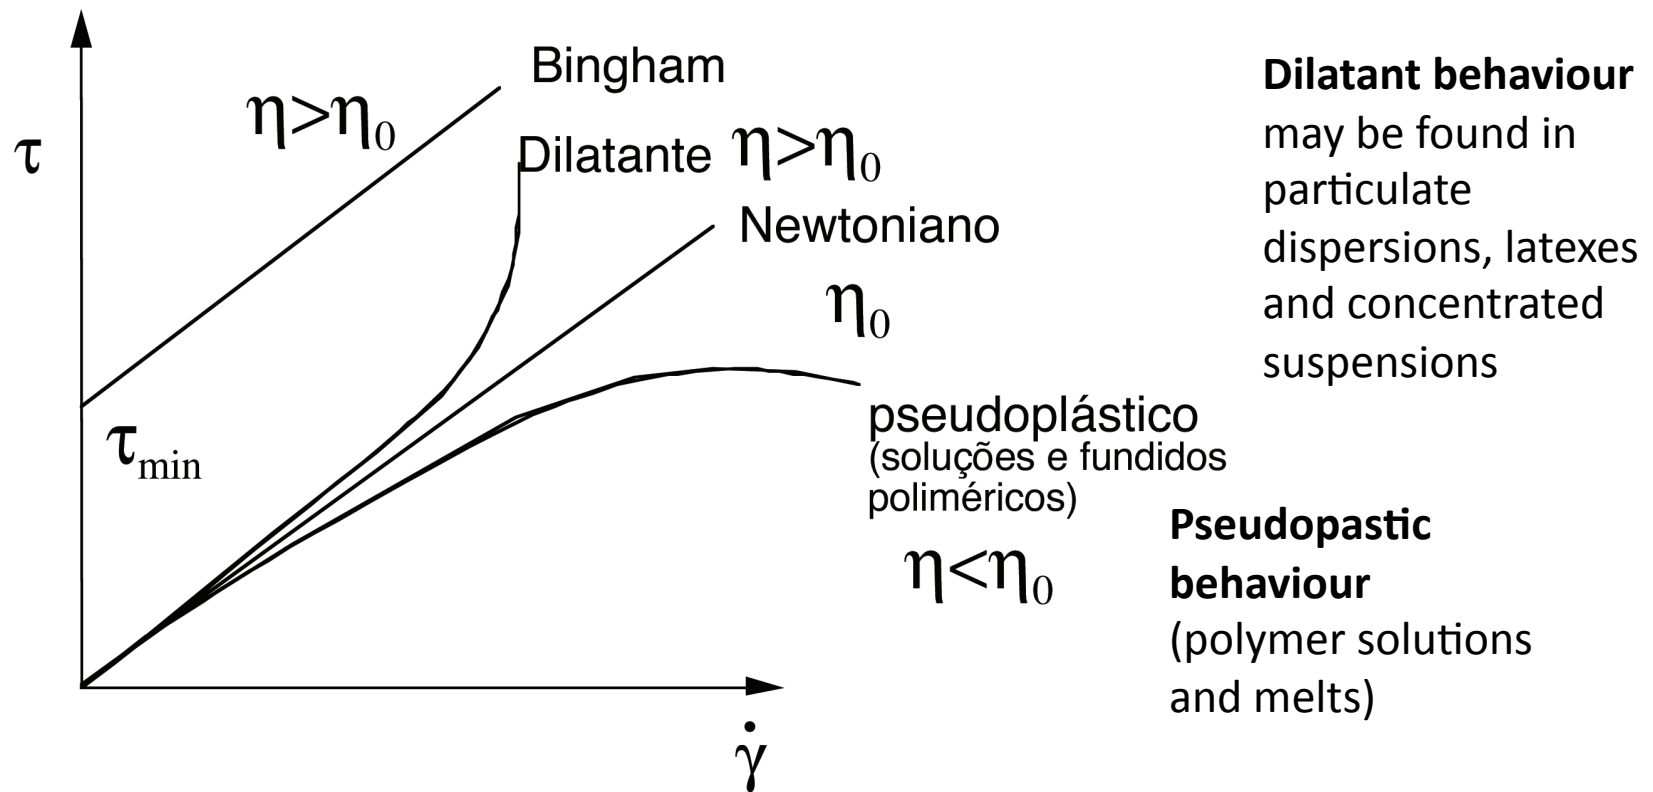 Bingham
η>η₀
τ
Dilatante η>η₀
Newtoniano
η₀
τmin
pseudoplástico
(soluções e fundidos
poliméricos)
η<η₀
γ̇
Dilatant behaviour
may be found in
particulate
dispersions, latexes
and concentrated
suspensions
Pseudopastic
behaviour
(polymer solutions
and melts)